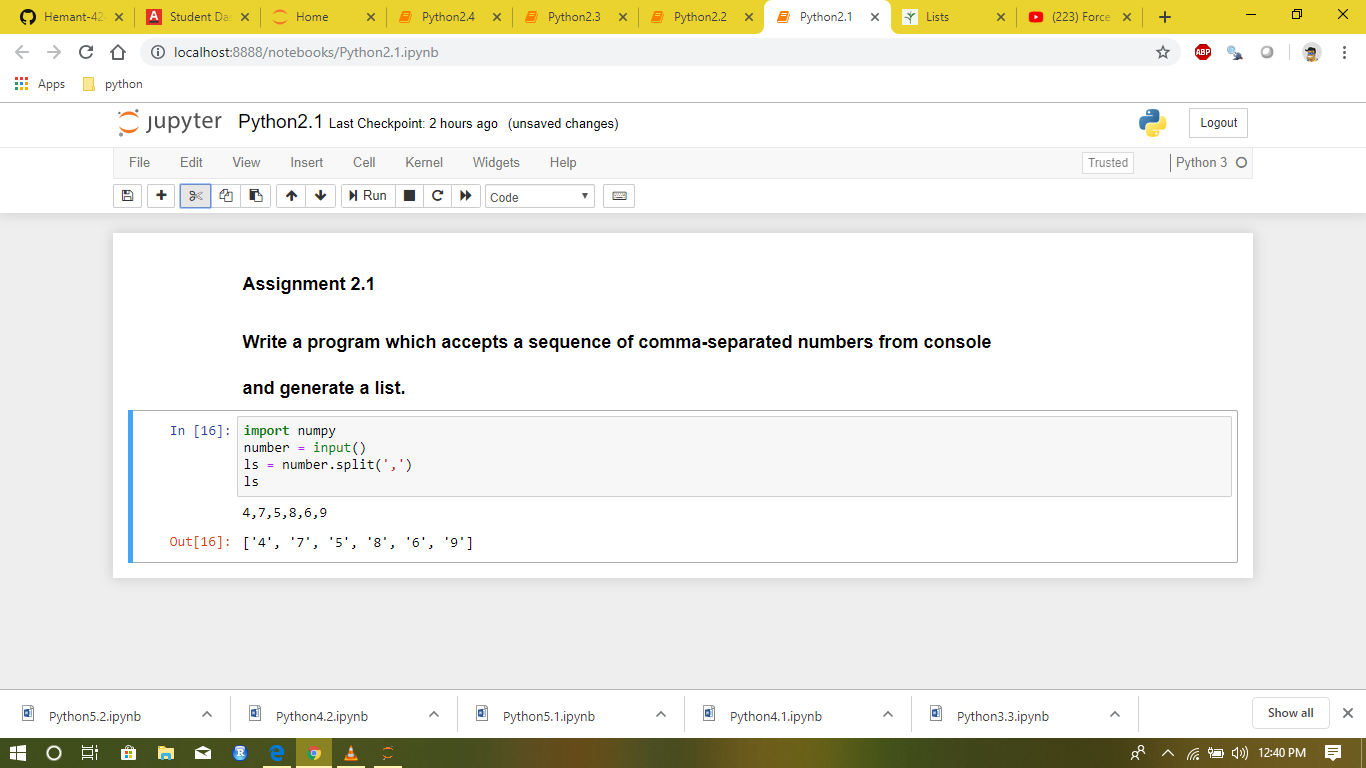 Hemant-42
Student Da
Home
Python2.4
Python2.3
Python2.2
Python2.1
Lists
(223) Force
localhost:8888/notebooks/Python2.1.ipynb
ABP
Apps
python
jupyter Python2.1 Last Checkpoint: 2 hours ago (unsaved changes)
Logout
File Edit View Insert Cell Kernel Widgets Help
Trusted
Python 3
Run
Code
Assignment 2.1
Write a program which accepts a sequence of comma-separated numbers from console
and generate a list.
In [16]: import numpy
number = input()
ls = number.split(',')
ls
4,7,5,8,6,9
Out[16]: ['4', '7', '5', '8', '6', '9']
Python5.2.ipynb
Python4.2.ipynb
Python5.1.ipynb
Python4.1.ipynb
Python3.3.ipynb
Show all
12:40 PM